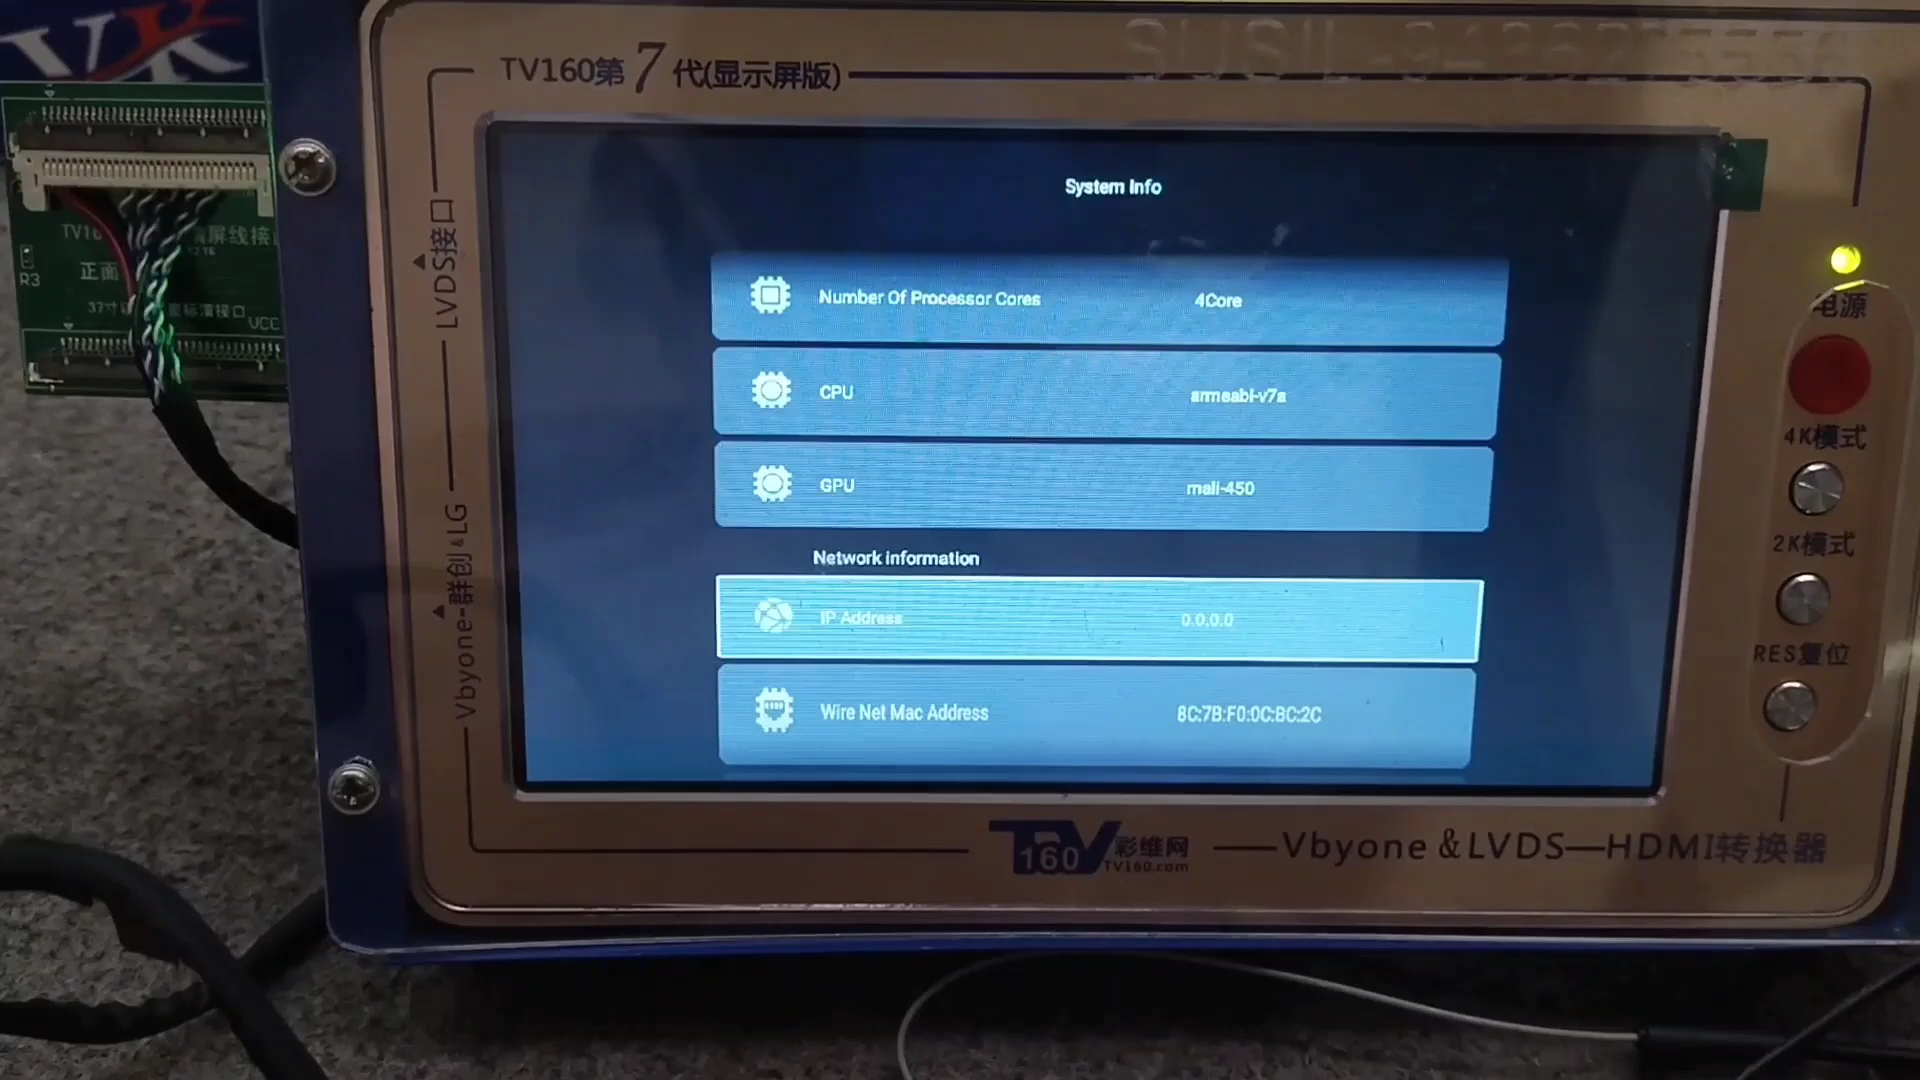 VK
TV160第7代(显示屏版)
LVDS接口
Vbyone-群创&LG
正面
R3
VCC
System Info
Number Of Processor Cores 4Core
CPU armeabi-v7a
GPU mali-450
Network information
IP Address 0.0.0.0
Wire Net Mac Address 8C:7B:F0:0C:BC:2C
电源
4K模式
2K模式
RES复位
TV160 彩维网
TV160.com
Vbyone&LVDS—HDMI转换器